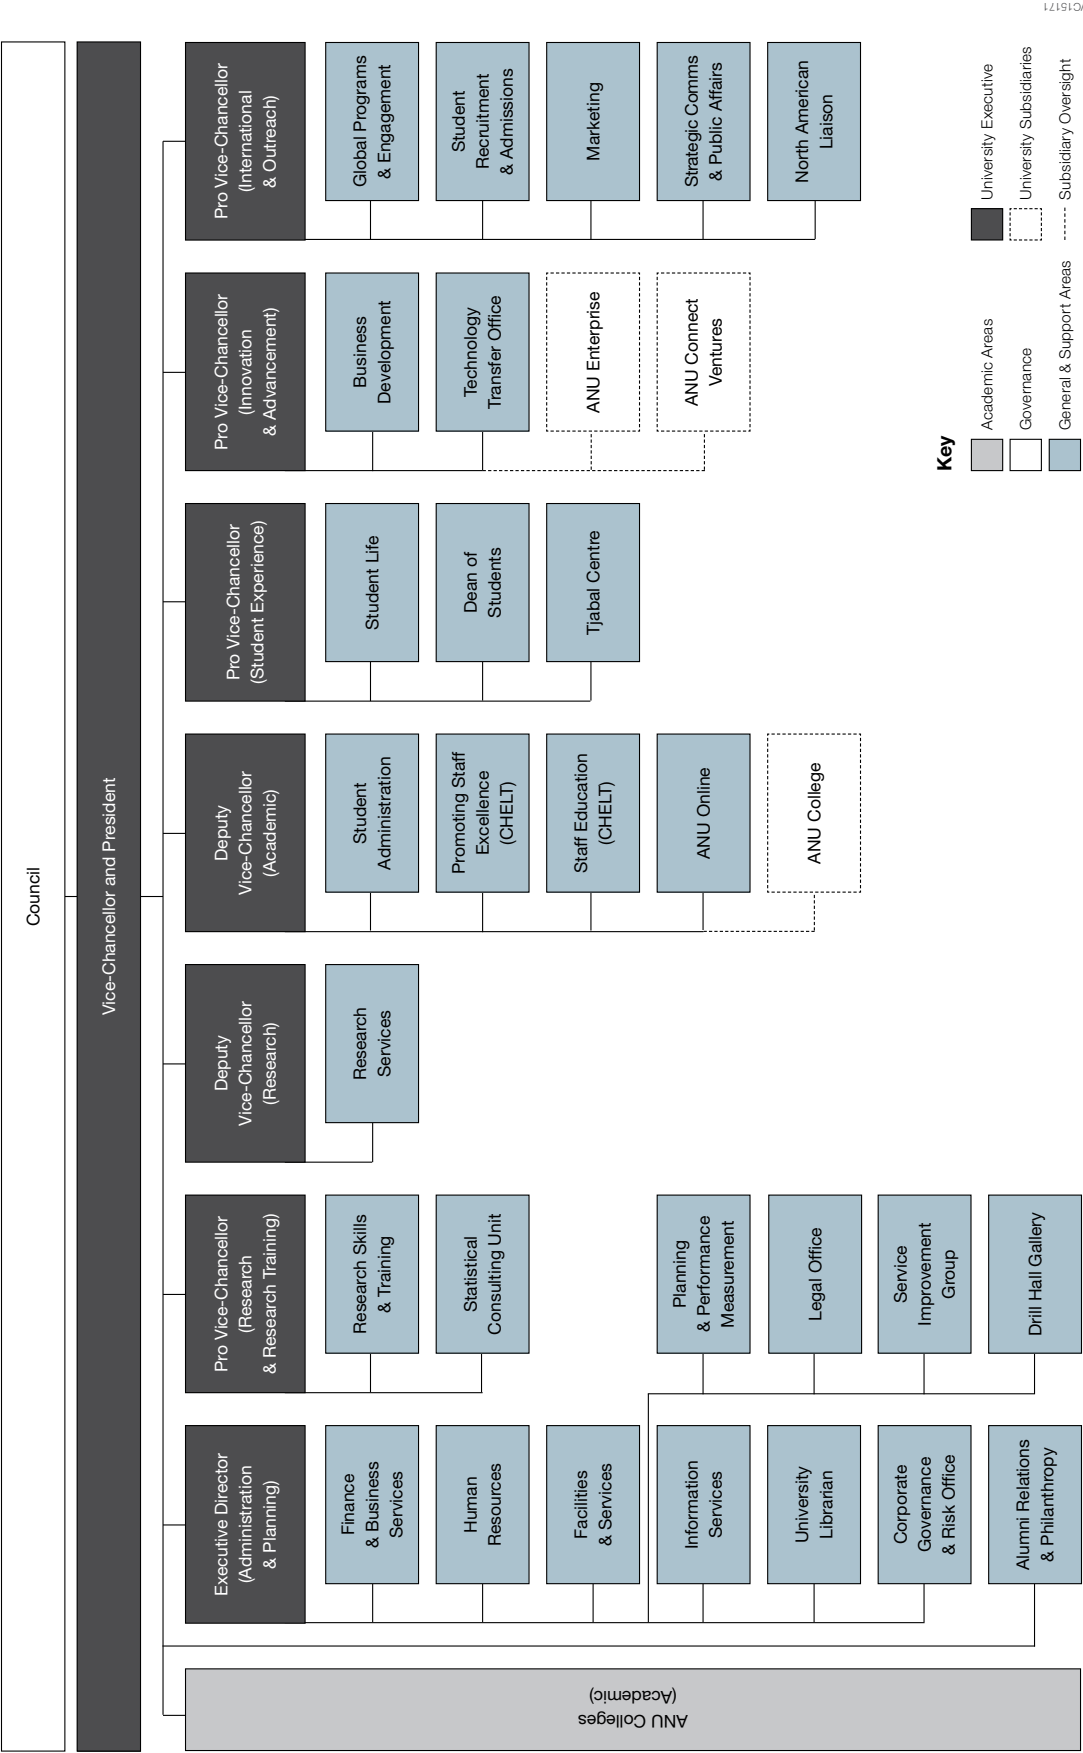 Council
Vice-Chancellor and President
ANU Colleges
(Academic)
Executive Director
(Administration
& Planning)
Finance
& Business
Services
Human
Resources
Facilities
& Services
Information
Services
University
Librarian
Corporate
Governance
& Risk Office
Alumni Relations
& Philanthropy
Planning
& Performance
Measurement
Legal Office
Service
Improvement
Group
Drill Hall Gallery
Pro Vice-Chancellor
(Research
& Research Training)
Research Skills
& Training
Statistical
Consulting Unit
Deputy
Vice-Chancellor
(Research)
Research
Services
Deputy
Vice-Chancellor
(Academic)
Student
Administration
Promoting Staff
Excellence
(CHELT)
Staff Education
(CHELT)
ANU Online
ANU College
Pro Vice-Chancellor
(Student Experience)
Student Life
Dean of
Students
Tjabal Centre
Pro Vice-Chancellor
(Innovation
& Advancement)
Business
Development
Technology
Transfer Office
ANU Enterprise
ANU Connect
Ventures
Pro Vice-Chancellor
(International
& Outreach)
Global Programs
& Engagement
Student
Recruitment
& Admissions
Marketing
Strategic Comms
& Public Affairs
North American
Liaison
Key
Academic Areas
Governance
General & Support Areas
University Executive
University Subsidiaries
Subsidiary Oversight